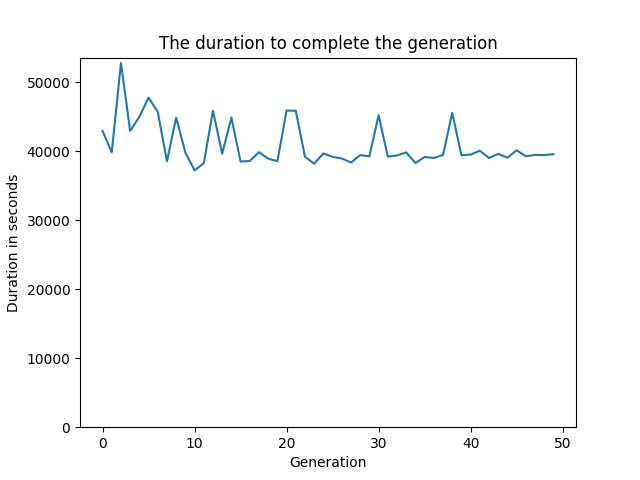 The duration to complete the generation
Duration in seconds
50000
40000
30000
20000
10000
0
0 10 20 30 40 50
Generation